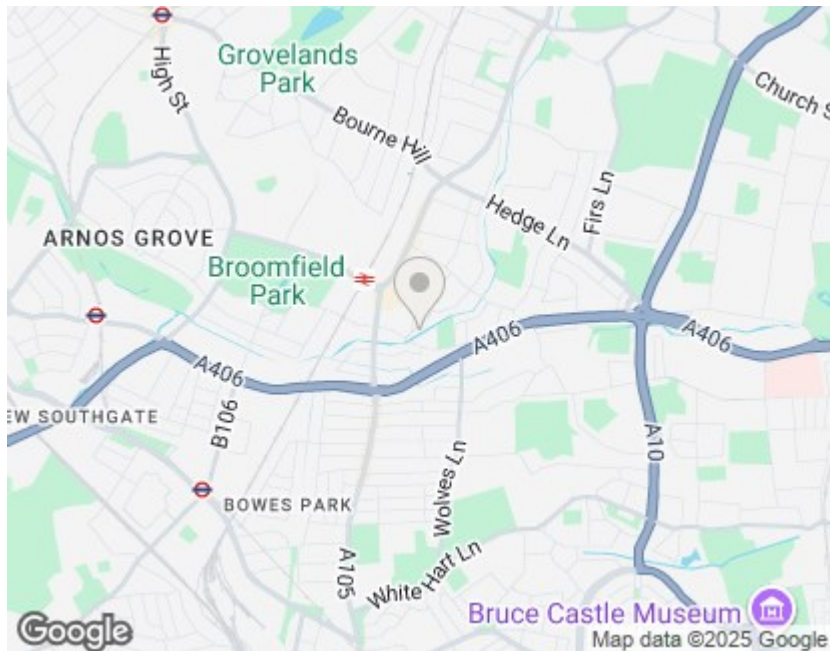 Grovelands
Park
High St
Church S
Bourne Hill
Firs Ln
Hedge Ln
ARNOS GROVE
Broomfield
Park
A406
A406
A406
EW SOUTHGATE
B106
A10
BOWES PARK
Wolves Ln
A105
White Hart Ln
Bruce Castle Museum
Google
Map data ©2025 Google